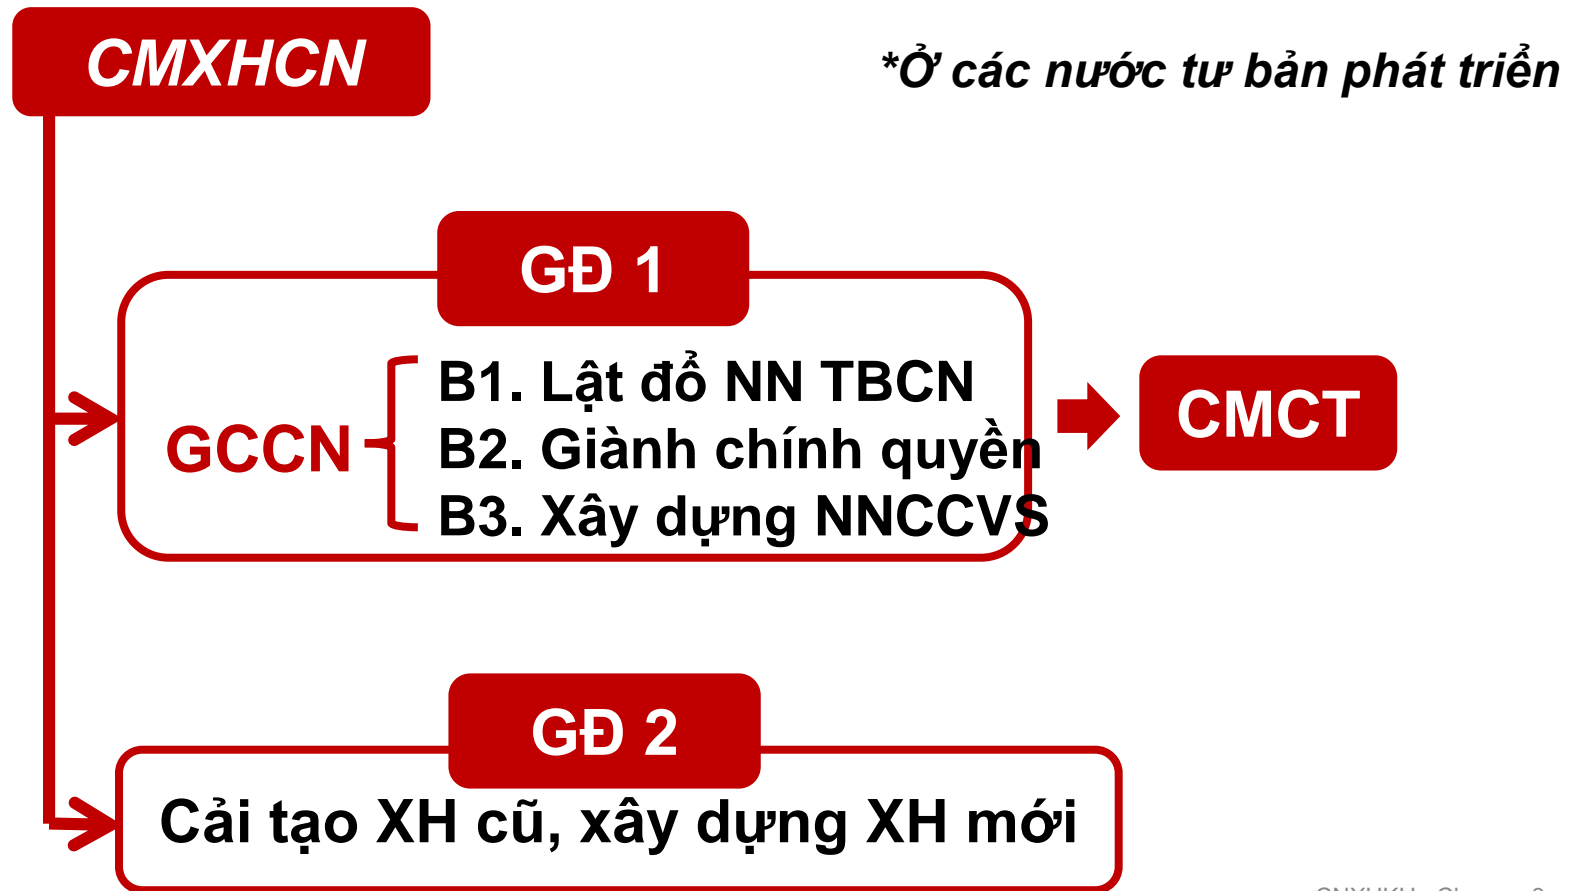 CMXHCN
*Ở các nước tư bản phát triển
GĐ 1
GCCN
B1. Lật đổ NN TBCN
B2. Giành chính quyền
B3. Xây dựng NNCCVS
CMCT
GĐ 2
Cải tạo XH cũ, xây dựng XH mới